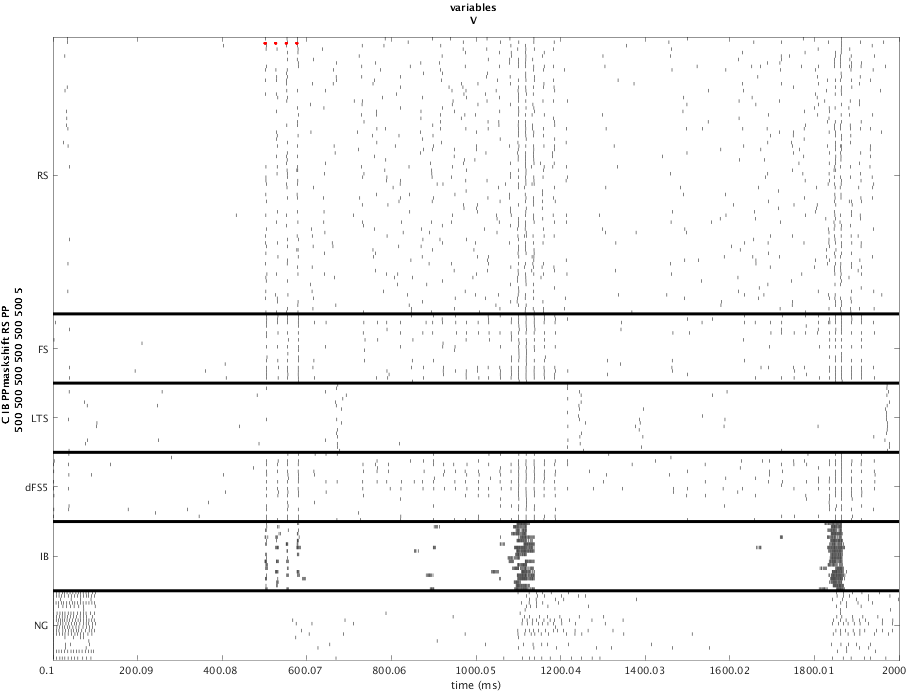 variables
V
RS
FS
LTS
dFS5
IB
NG
C IB PPmaskshift RS PP
500 500 500 500 500 500 5
0.1 200.09 400.08 600.07 800.06 1000.05 1200.04 1400.03 1600.02 1800.01 2000
time (ms)